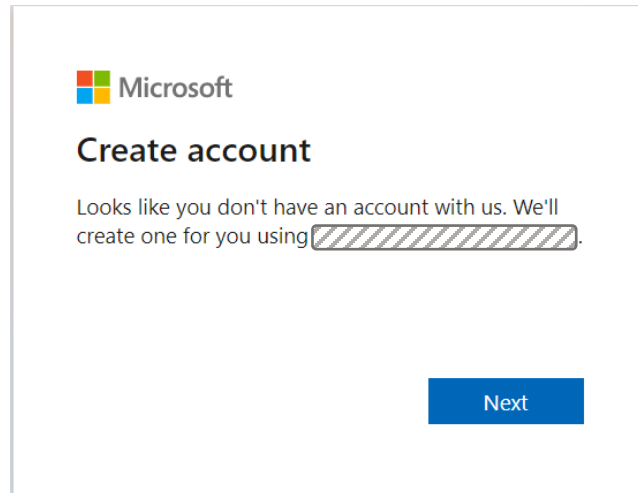 Microsoft
Create account
Looks like you don't have an account with us. We'll
create one for you using .
Next